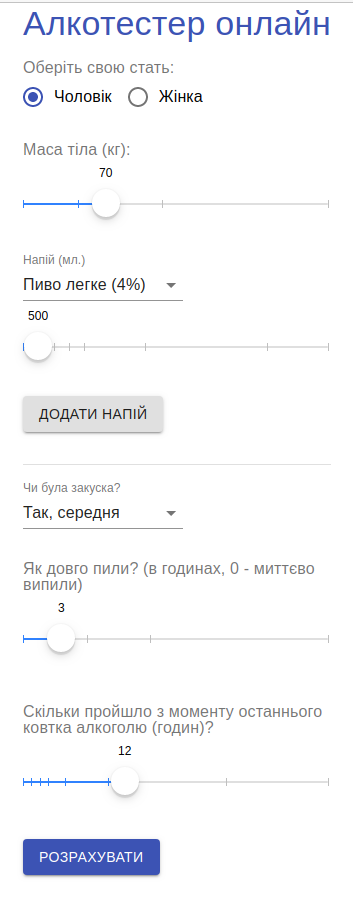 Алкотестер онлайн
Оберіть свою стать:
Чоловік Жінка
Маса тіла (кг):
70
Напій (мл.)
Пиво легке (4%)
500
ДОДАТИ НАПІЙ
Чи була закуска?
Так, середня
Як довго пили? (в годинах, 0 - миттєво
випили)
3
Скільки пройшло з моменту останнього
ковтка алкоголю (годин)?
12
РОЗРАХУВАТИ